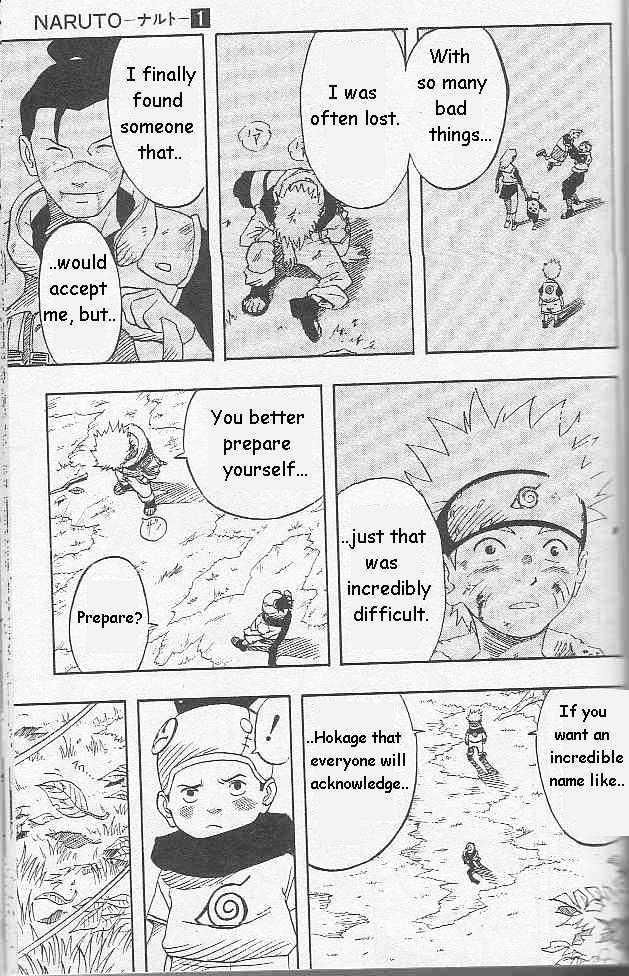 NARUTO―ナルト― 1
With
so many
bad
things...
I was
often lost.
I finally
found
someone
that..
..would
accept
me, but..
..just that
was
incredibly
difficult.
You better
prepare
yourself...
Prepare?
If you
want an
incredible
name like..
..Hokage that
everyone will
acknowledge..
!